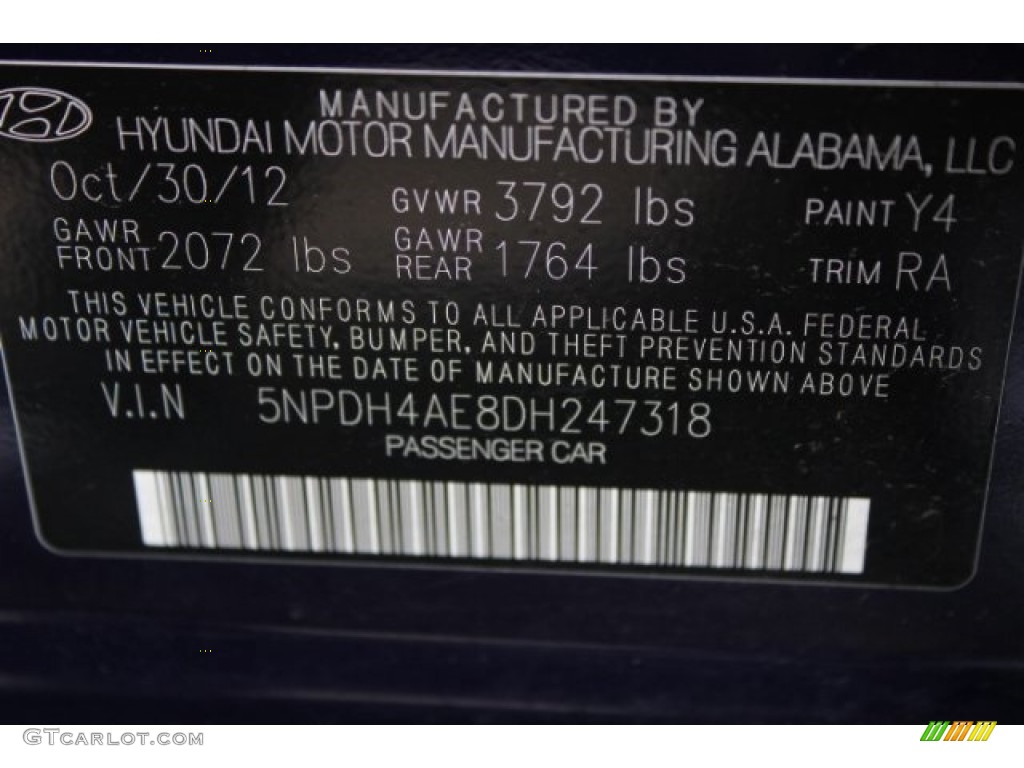 MANUFACTURED BY
HYUNDAI MOTOR MANUFACTURING ALABAMA, LLC
Oct/30/12 GVWR 3792 lbs PAINT Y4
GAWR FRONT 2072 lbs GAWR REAR 1764 lbs TRIM RA
THIS VEHICLE CONFORMS TO ALL APPLICABLE U.S.A. FEDERAL
MOTOR VEHICLE SAFETY, BUMPER, AND THEFT PREVENTION STANDARDS
IN EFFECT ON THE DATE OF MANUFACTURE SHOWN ABOVE
V.I.N 5NPDH4AE8DH247318
PASSENGER CAR
GTCARLOT.COM